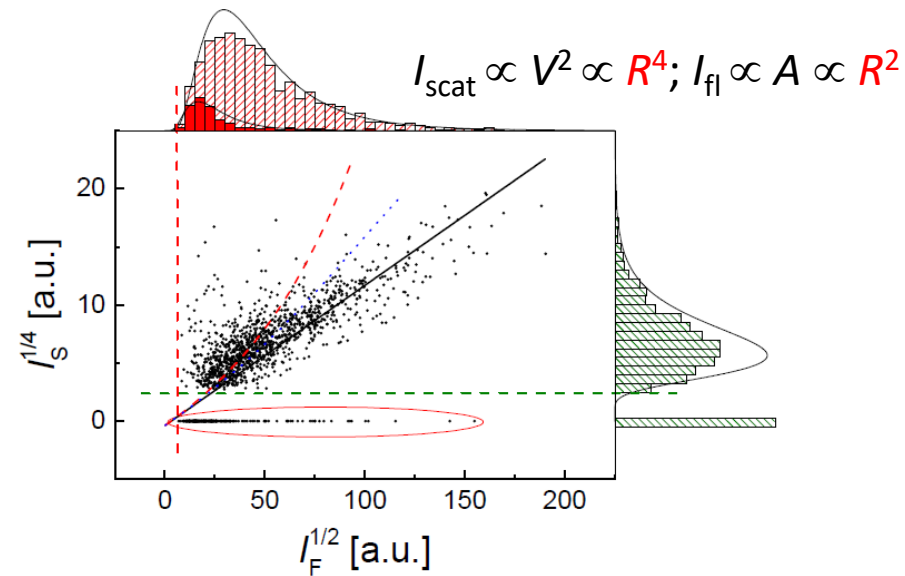 I_scat ∝ V² ∝ R⁴; I_fl ∝ A ∝ R²
20
10
0
I_S^1/4 [a.u.]
0 50 100 150 200
I_F^1/2 [a.u.]